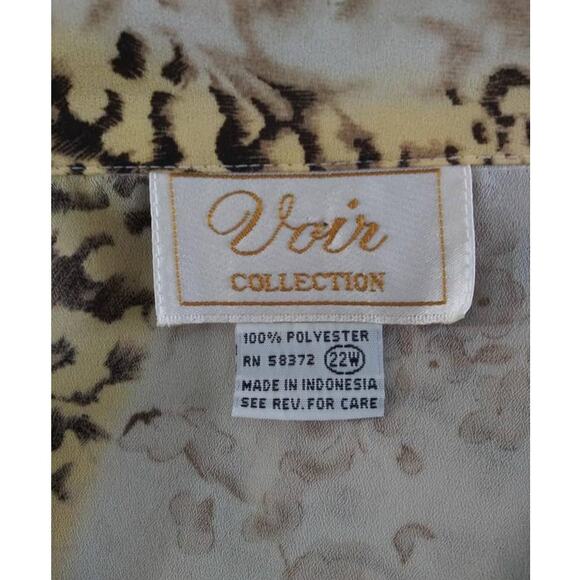 Voir
COLLECTION
100% POLYESTER
RN 58372 22W
MADE IN INDONESIA
SEE REV. FOR CARE